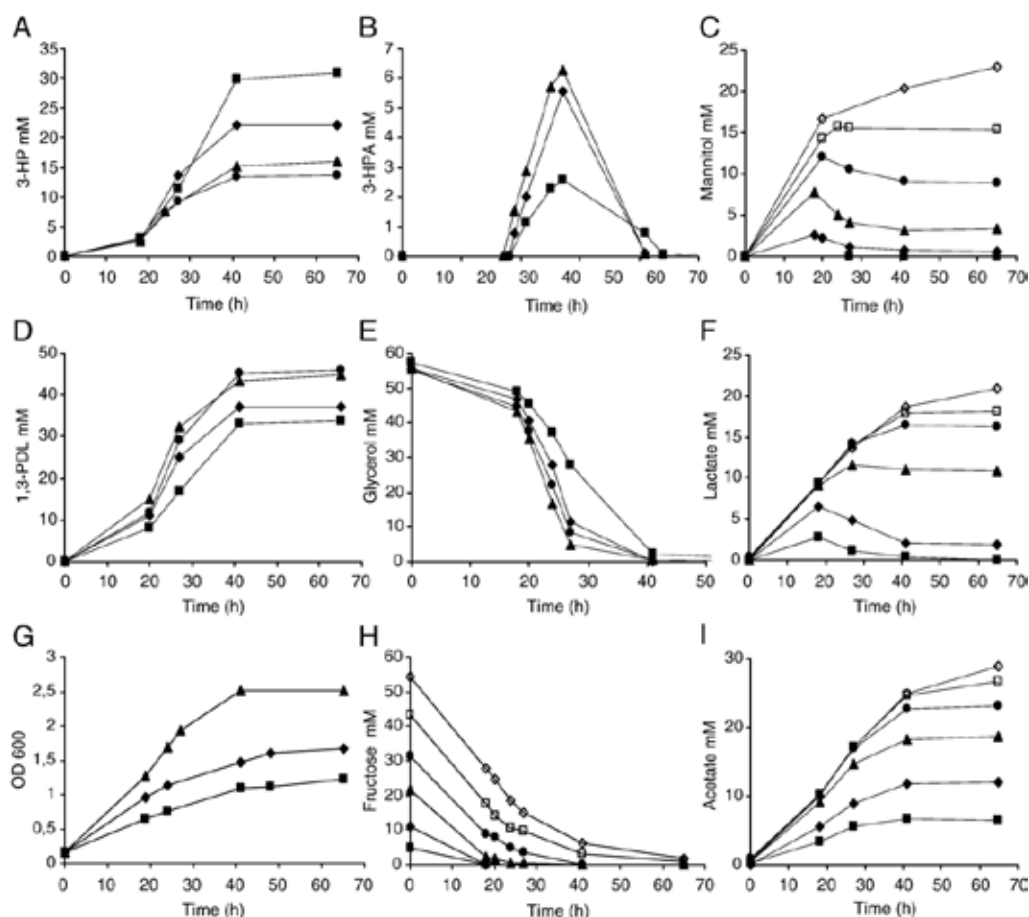 A
35
30
25
20
15
10
5
0
3-HP mM
0 10 20 30 40 50 60 70
Time (h)
B
7
6
5
4
3
2
1
0
3-HPA mM
0 10 20 30 40 50 60 70
Time (h)
C
25
20
15
10
5
0
Mannitol mM
0 10 20 30 40 50 60 70
Time (h)
D
50
40
30
20
10
0
1,3-PDL mM
0 10 20 30 40 50 60 70
Time (h)
E
60
50
40
30
20
10
0
Glycerol mM
0 10 20 30 40 50
Time (h)
F
25
20
15
10
5
0
Lactate mM
0 10 20 30 40 50 60 70
Time (h)
G
3
2,5
2
1,5
1
0,5
0
OD 600
0 10 20 30 40 50 60 70
Time (h)
H
60
50
40
30
20
10
0
Fructose mM
0 10 20 30 40 50 60 70
Time (h)
I
30
20
10
0
Acetate mM
0 10 20 30 40 50 60 70
Time (h)